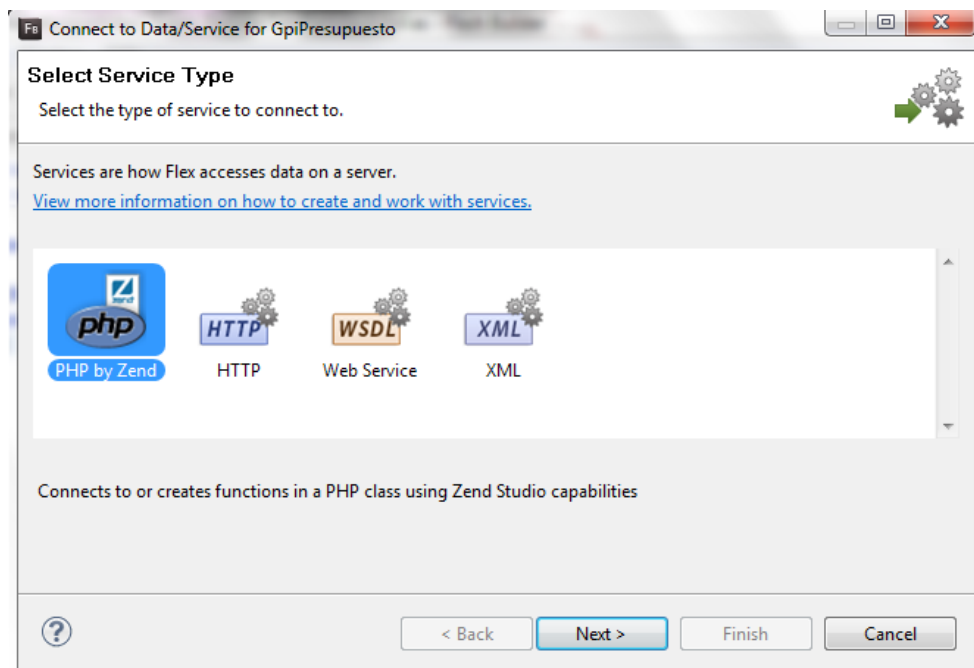 FB Connect to Data/Service for GpiPresupuesto
Select Service Type
Select the type of service to connect to.
Services are how Flex accesses data on a server.
View more information on how to create and work with services.
Z zend php HTTP WSDL XML
PHP by Zend HTTP Web Service XML
Connects to or creates functions in a PHP class using Zend Studio capabilities
? < Back Next > Finish Cancel